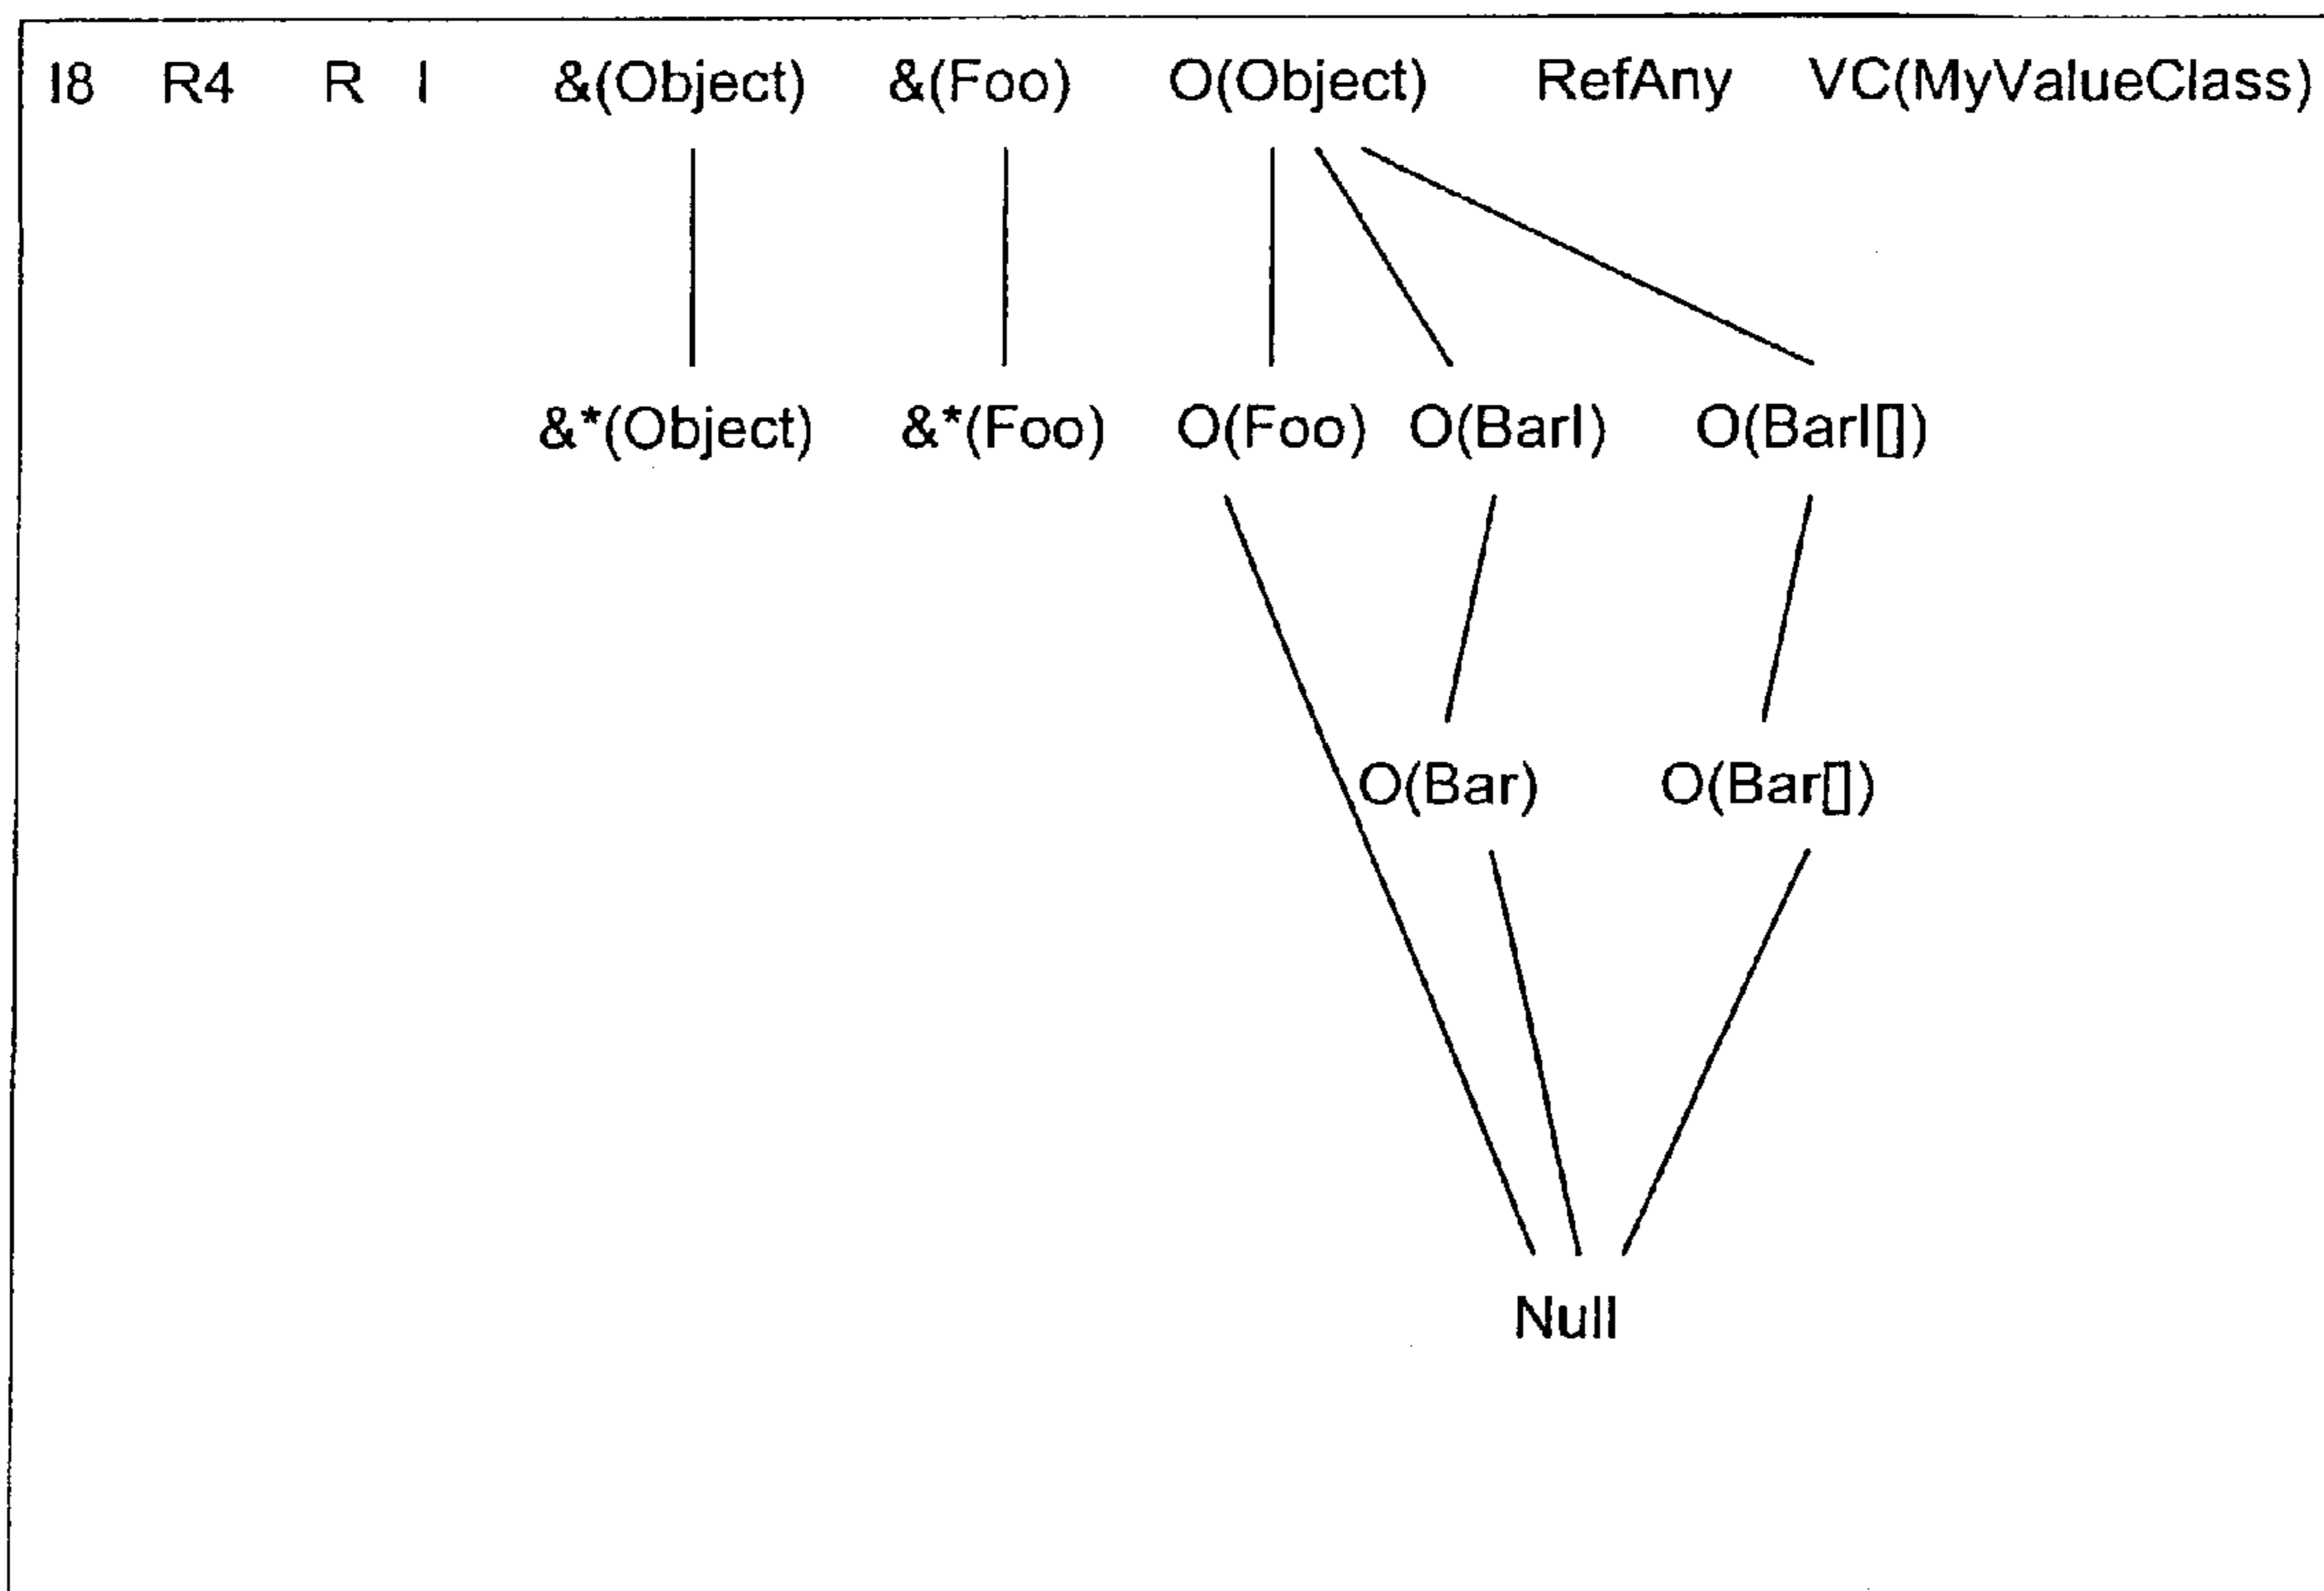 I8 R4 R I &(Object) &(Foo) O(Object) RefAny VC(MyValueClass)
&*(Object) &*(Foo) O(Foo) O(BarI) O(BarI[])
O(Bar) O(Bar[])
Null